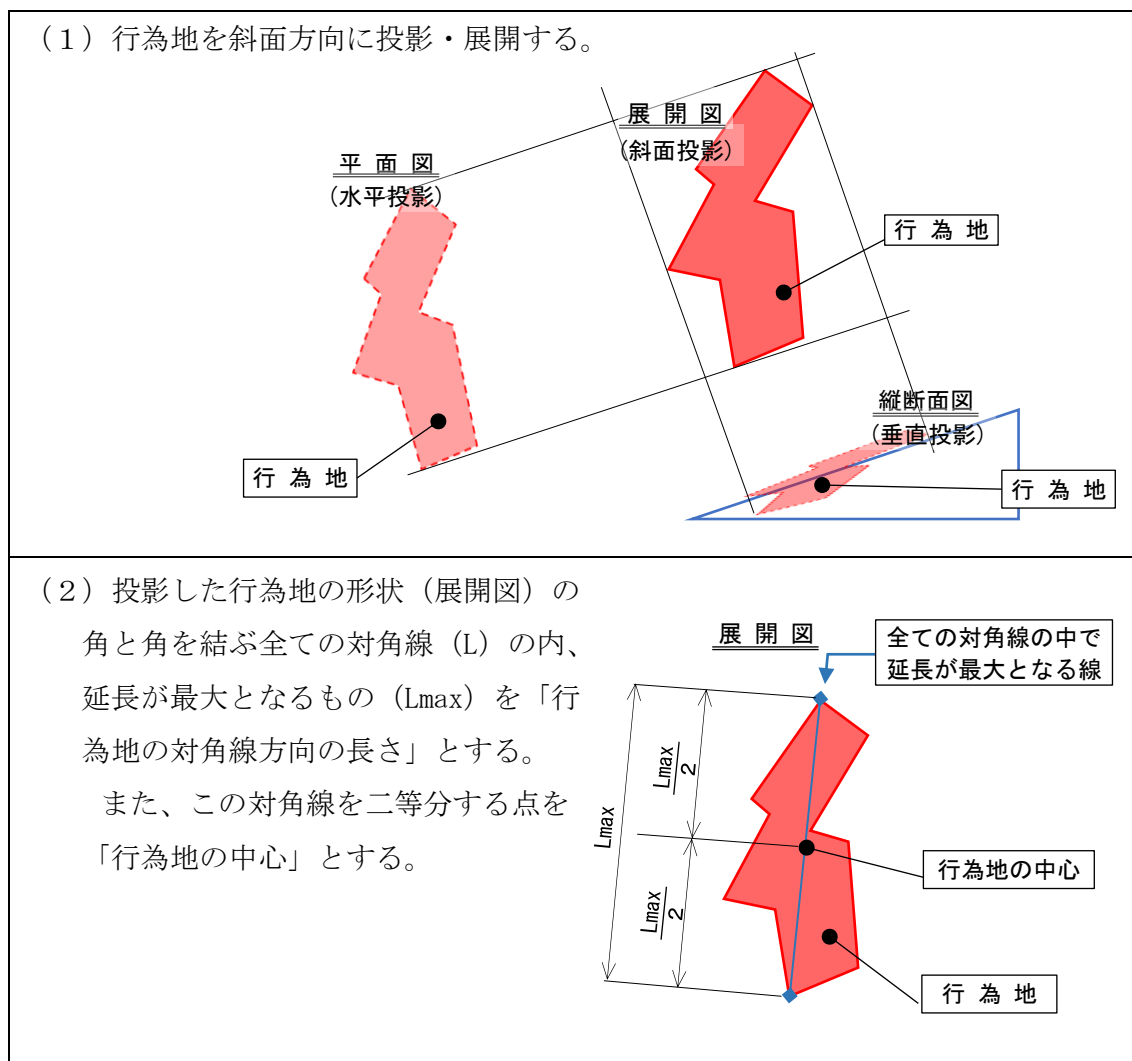 （１）行為地を斜面方向に投影・展開する。
展 開 図
(斜面投影)
平 面 図
(水平投影)
行 為 地
縦断面図
(垂直投影)
行 為 地
行 為 地
（２）投影した行為地の形状（展開図）の
角と角を結ぶ全ての対角線（L）の内、
延長が最大となるもの（Lmax）を「行
為地の対角線方向の長さ」とする。
また、この対角線を二等分する点を
「行為地の中心」とする。
展 開 図
全ての対角線の中で
延長が最大となる線
Lmax
2
Lmax
Lmax
2
行為地の中心
行 為 地